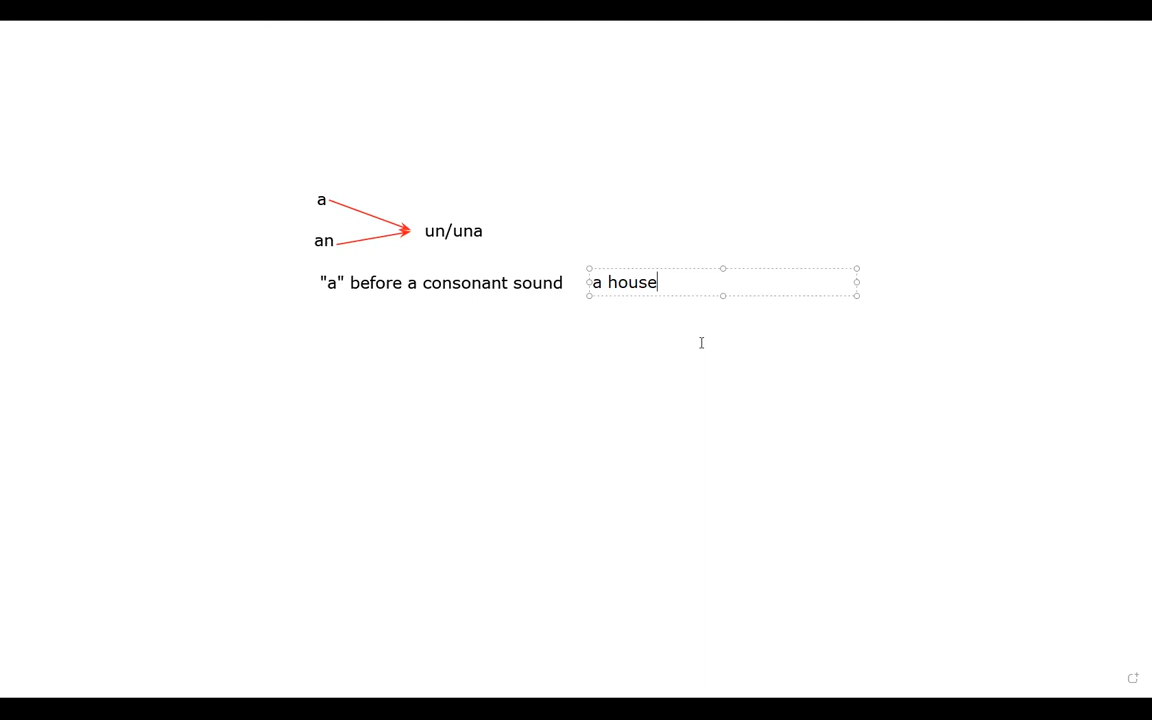 a
an
un/una
"a" before a consonant sound
a house